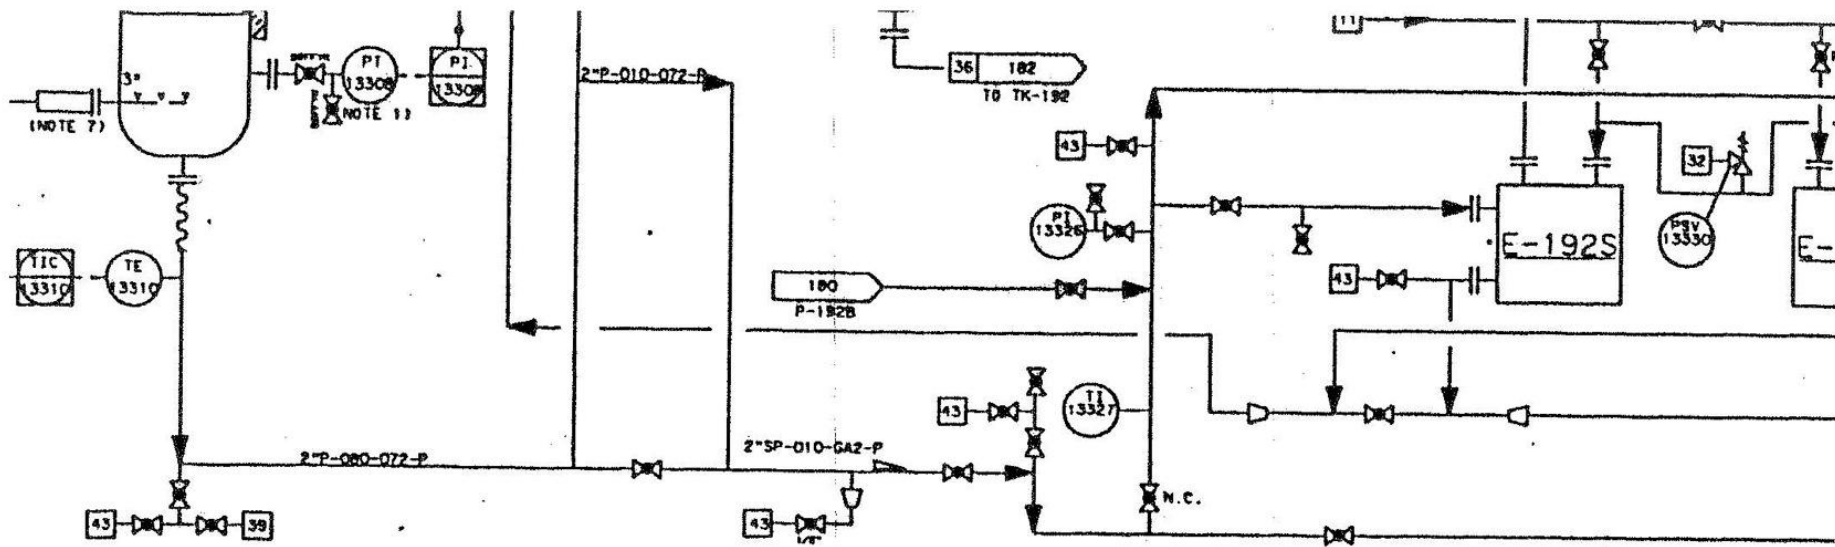 3"
(NOTE 7)
PT
13308
NOTE 1)
PI
13308
2"P-010-072-P
36
182
TO TK-192
11
43
32
PI
13326
PSV
13330
E-192S
E-
TIC
13310
TE
13310
180
P-192B
43
43
TI
13327
2"P-080-072-P
2"SP-010-GA2-P
N.C.
43
39
43